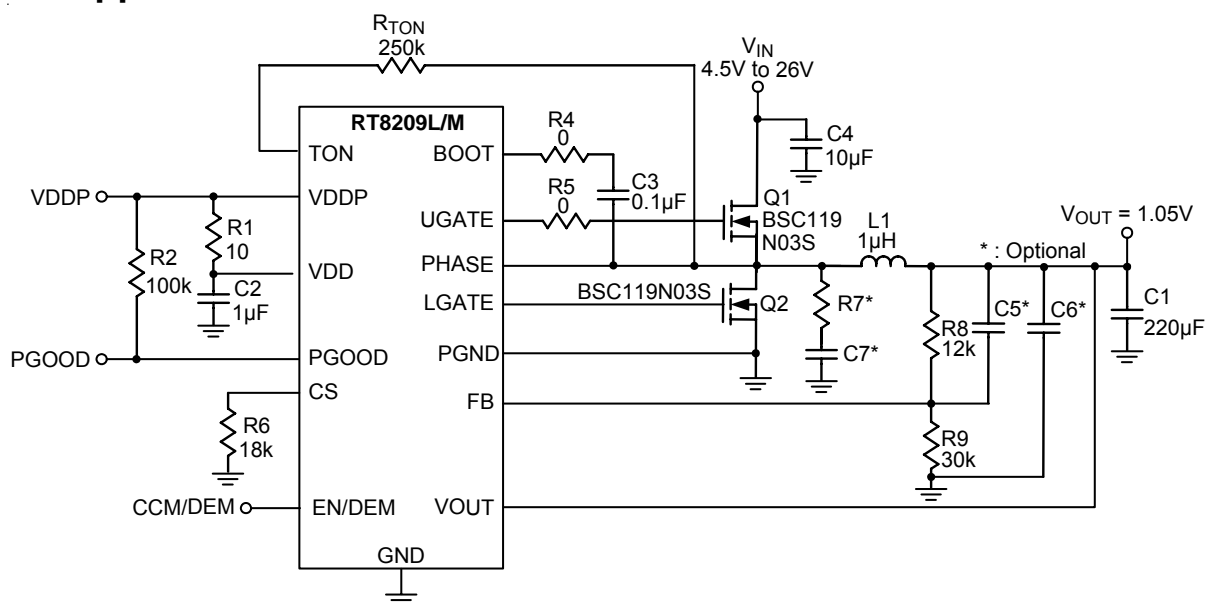 RTON
250k
VIN
4.5V to 26V
RT8209L/M
TON
BOOT
R4
0
C3
0.1µF
C4
10µF
VDDP
VDDP
UGATE
R5
0
Q1
BSC119
N03S
R1
10
R2
100k
VDD
C2
1µF
PHASE
L1
1µH
VOUT = 1.05V
* : Optional
LGATE
BSC119N03S
Q2
R7*
C7*
R8
12k
C5*
C6*
C1
220µF
PGOOD
PGOOD
PGND
CS
R6
18k
FB
R9
30k
CCM/DEM
EN/DEM
VOUT
GND